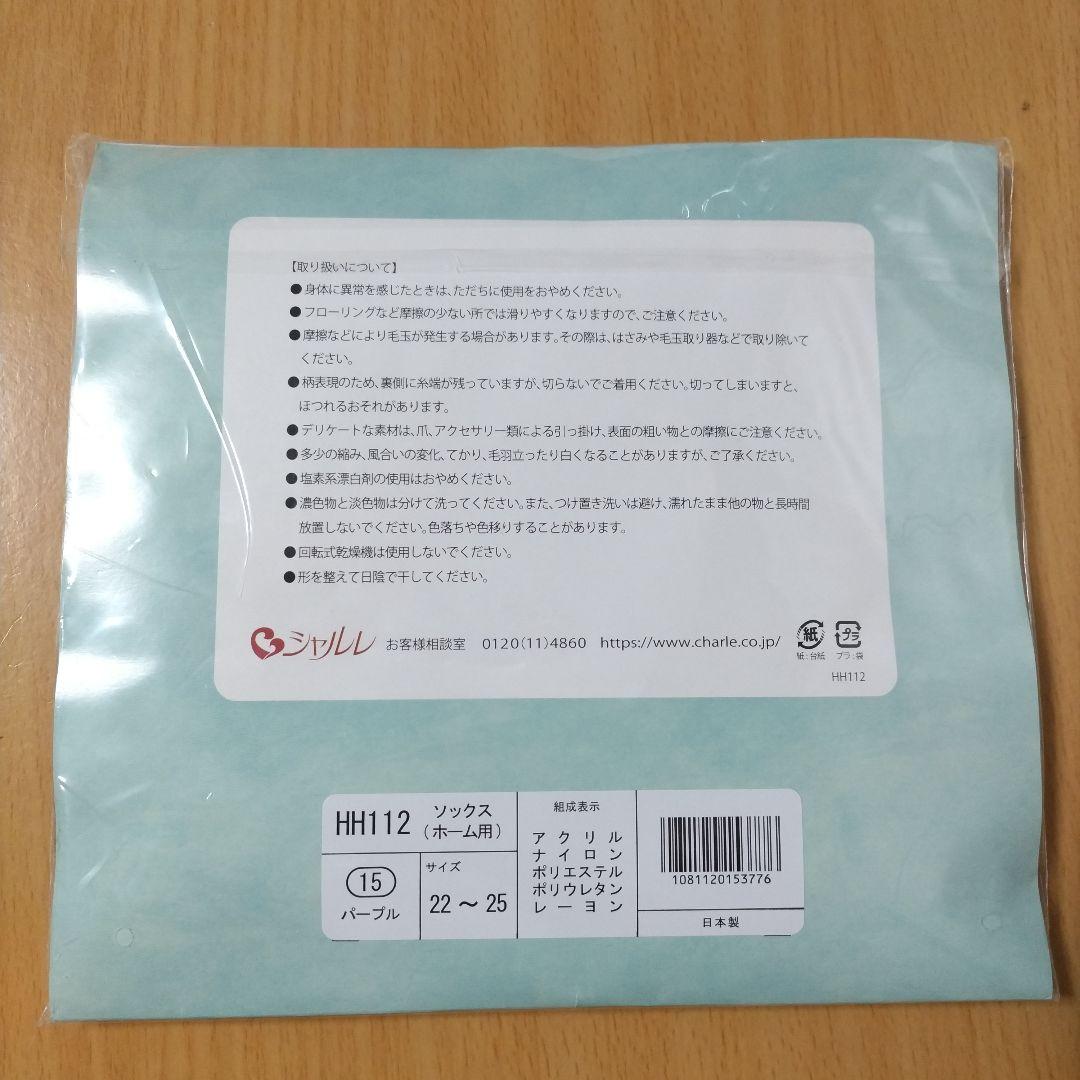 【取り扱いについて】
●身体に異常を感じたときは、ただちに使用をおやめください。
●フローリングなど摩擦の少ない所では滑りやすくなりますので、ご注意ください。
●摩擦などにより毛玉が発生する場合があります。その際は、はさみや毛玉取り器などで取り除いて
ください。
●柄表現のため、裏側に糸端が残っていますが、切らないでご着用ください。切ってしまいますと、
ほつれるおそれがあります。
●デリケートな素材は、爪、アクセサリー類による引っ掛け、表面の粗い物との摩擦にご注意ください。
●多少の縮み、風合いの変化、てかり、毛羽立ったり白くなることがありますが、ご了承ください。
●塩素系漂白剤の使用はおやめください。
●濃色物と淡色物は分けて洗ってください。また、つけ置き洗いは避け、濡れたまま他の物と長時間
放置しないでください。色落ちや色移りすることがあります。
●回転式乾燥機は使用しないでください。
●形を整えて日陰で干してください。
シャルレ お客様相談室 0120(11)4860 https://www.charle.co.jp/
紙 プラ
紙:台紙 プラ:袋
HH112
HH112 ソックス
(ホーム用)
15
パープル
サイズ
22～25
組成表示
アクリル
ナイロン
ポリエステル
ポリウレタン
レーヨン
1081120153776
日本製